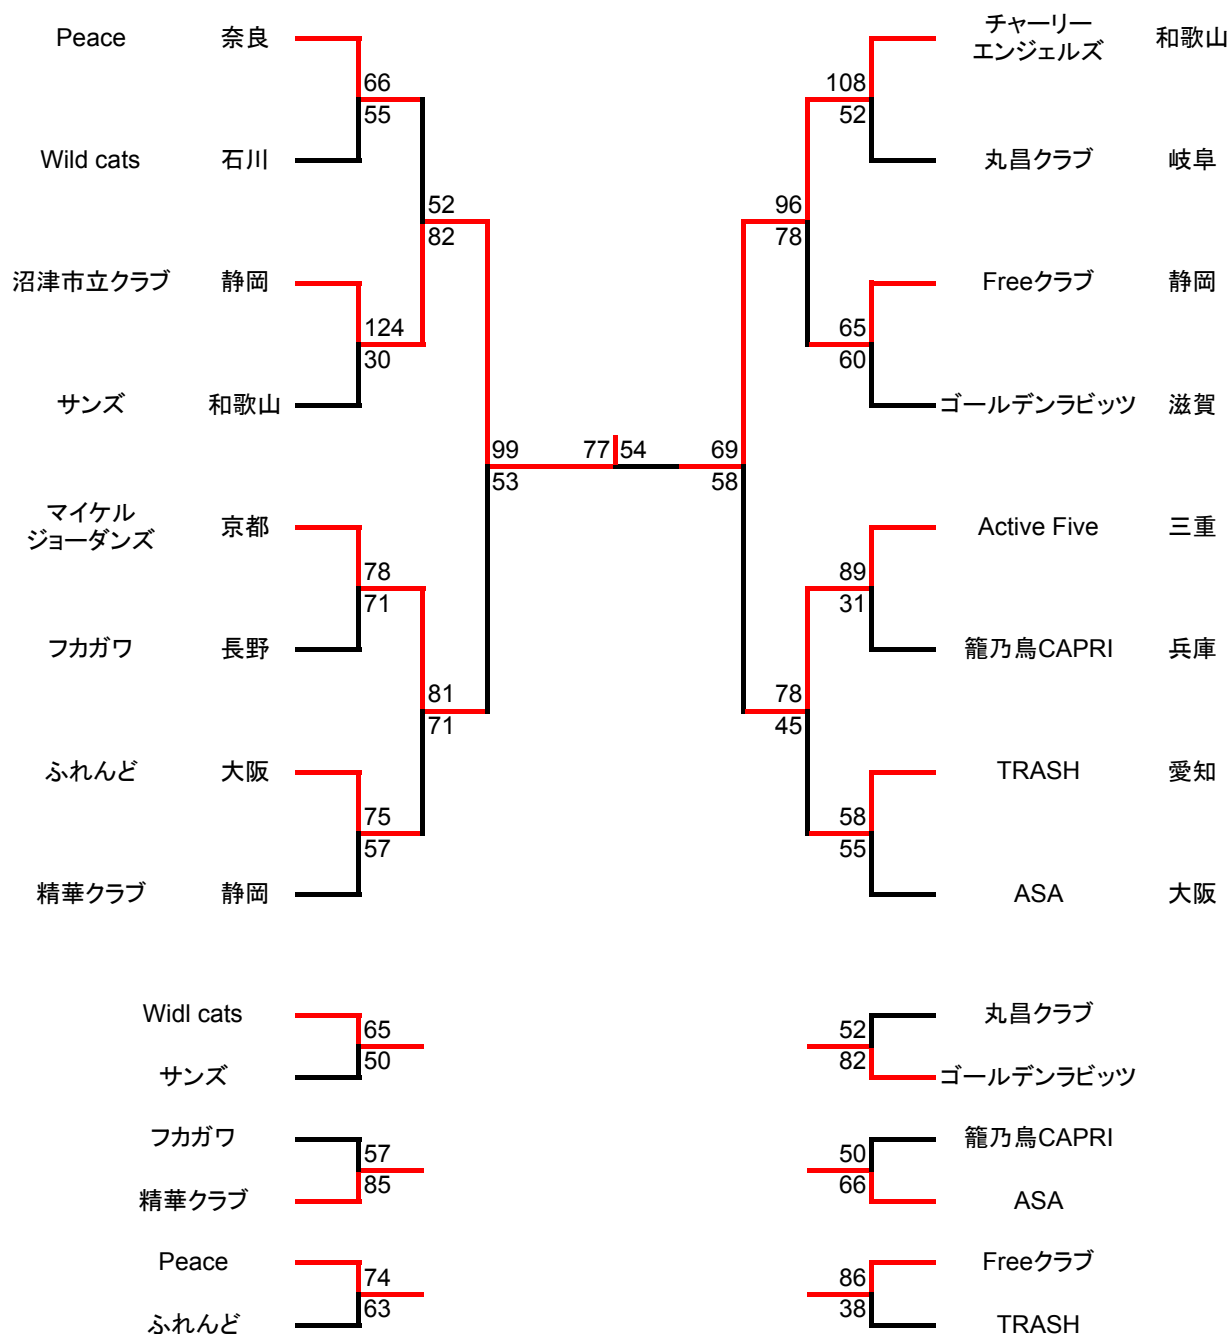 Peace 奈良
66
55
Wild cats 石川
52
82
沼津市立クラブ 静岡
124
30
サンズ 和歌山
99
53
マイケル
ジョーダンズ 京都
78
71
フカガワ 長野
81
71
ふれんど 大阪
75
57
精華クラブ 静岡
77 54
チャーリー
エンジェルズ 和歌山
108
52
丸昌クラブ 岐阜
96
78
Freeクラブ 静岡
65
60
ゴールデンラビッツ 滋賀
69
58
Active Five 三重
89
31
籠乃鳥CAPRI 兵庫
78
45
TRASH 愛知
58
55
ASA 大阪
Widl cats
65
50
サンズ
フカガワ
57
85
精華クラブ
Peace
74
63
ふれんど
丸昌クラブ
52
82
ゴールデンラビッツ
籠乃鳥CAPRI
50
66
ASA
Freeクラブ
86
38
TRASH